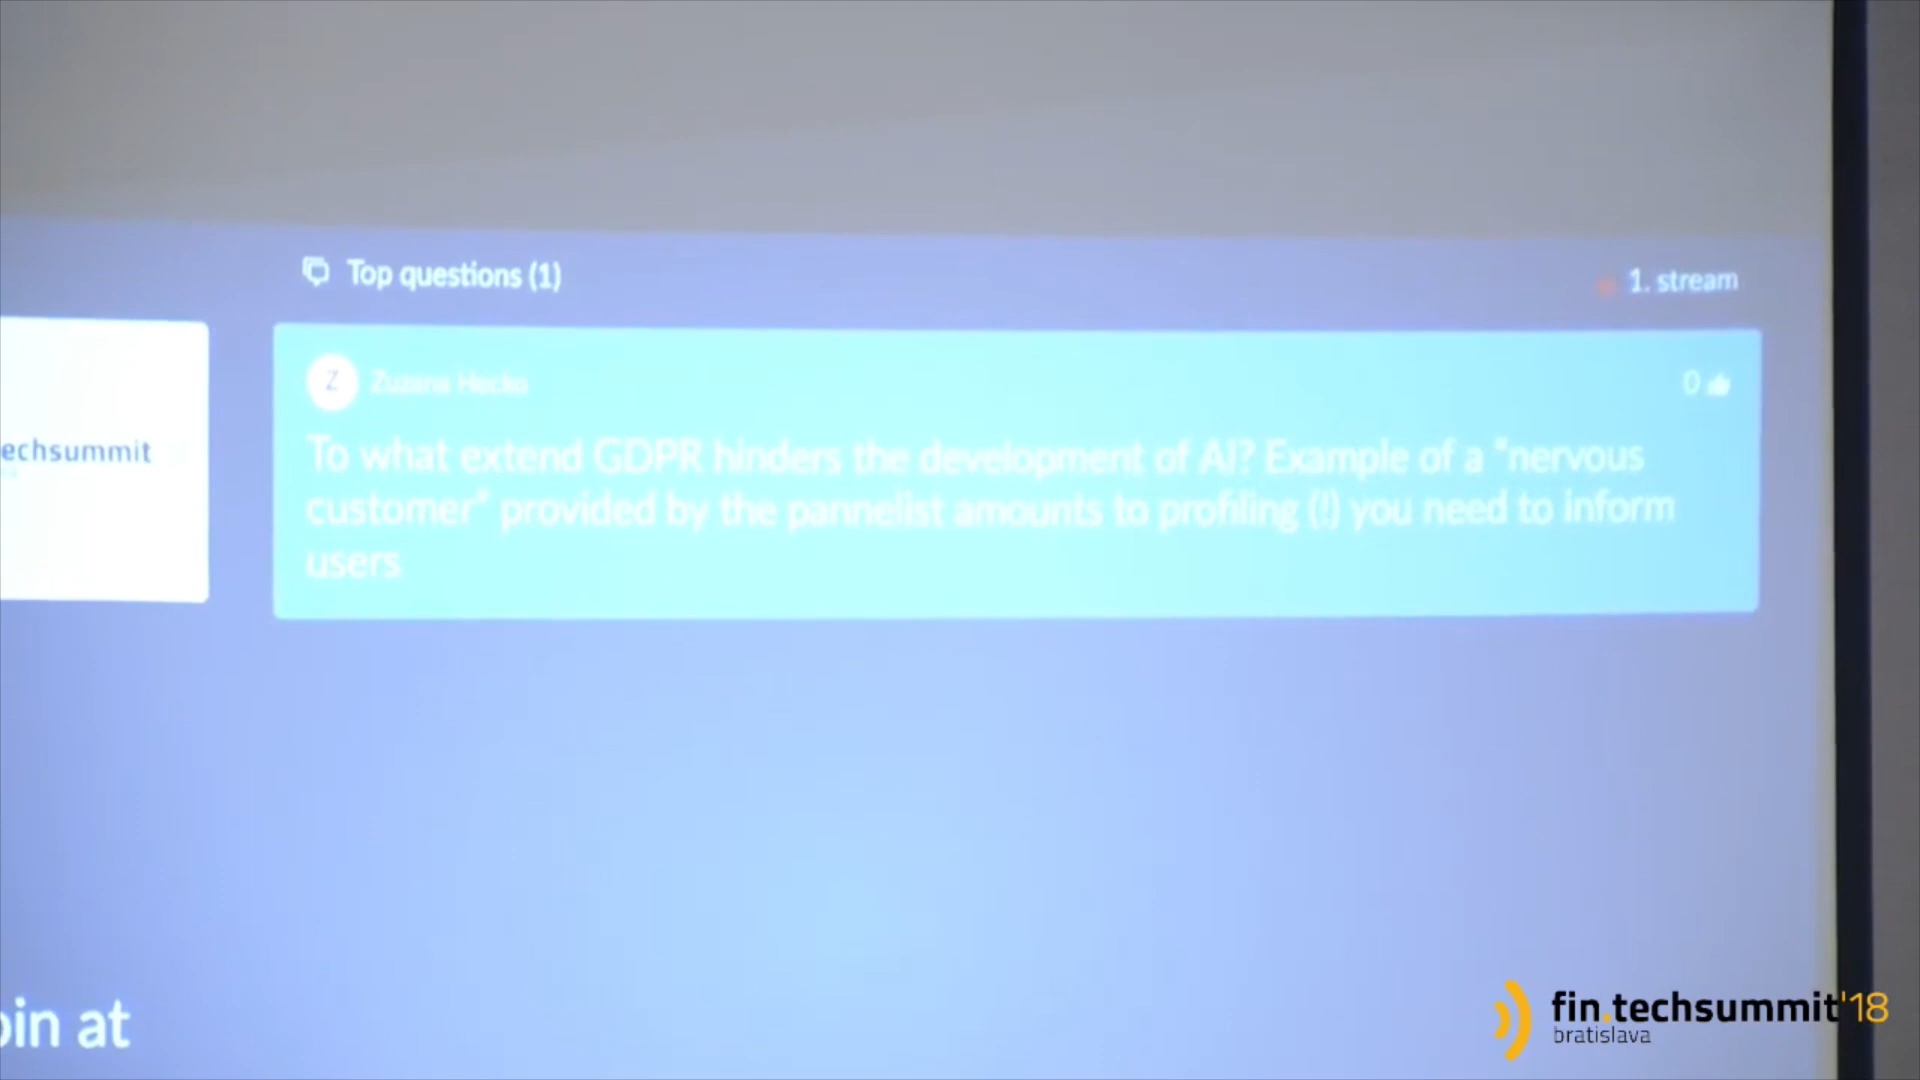 Top questions (1)
1. stream
Z
Zuzana Hecko
0
To what extend GDPR hinders the development of AI? Example of a "nervous
customer" provided by the pannelist amounts to profiling (!) you need to inform
users
echsummit
oin at
fin.techsummit'18
bratislava